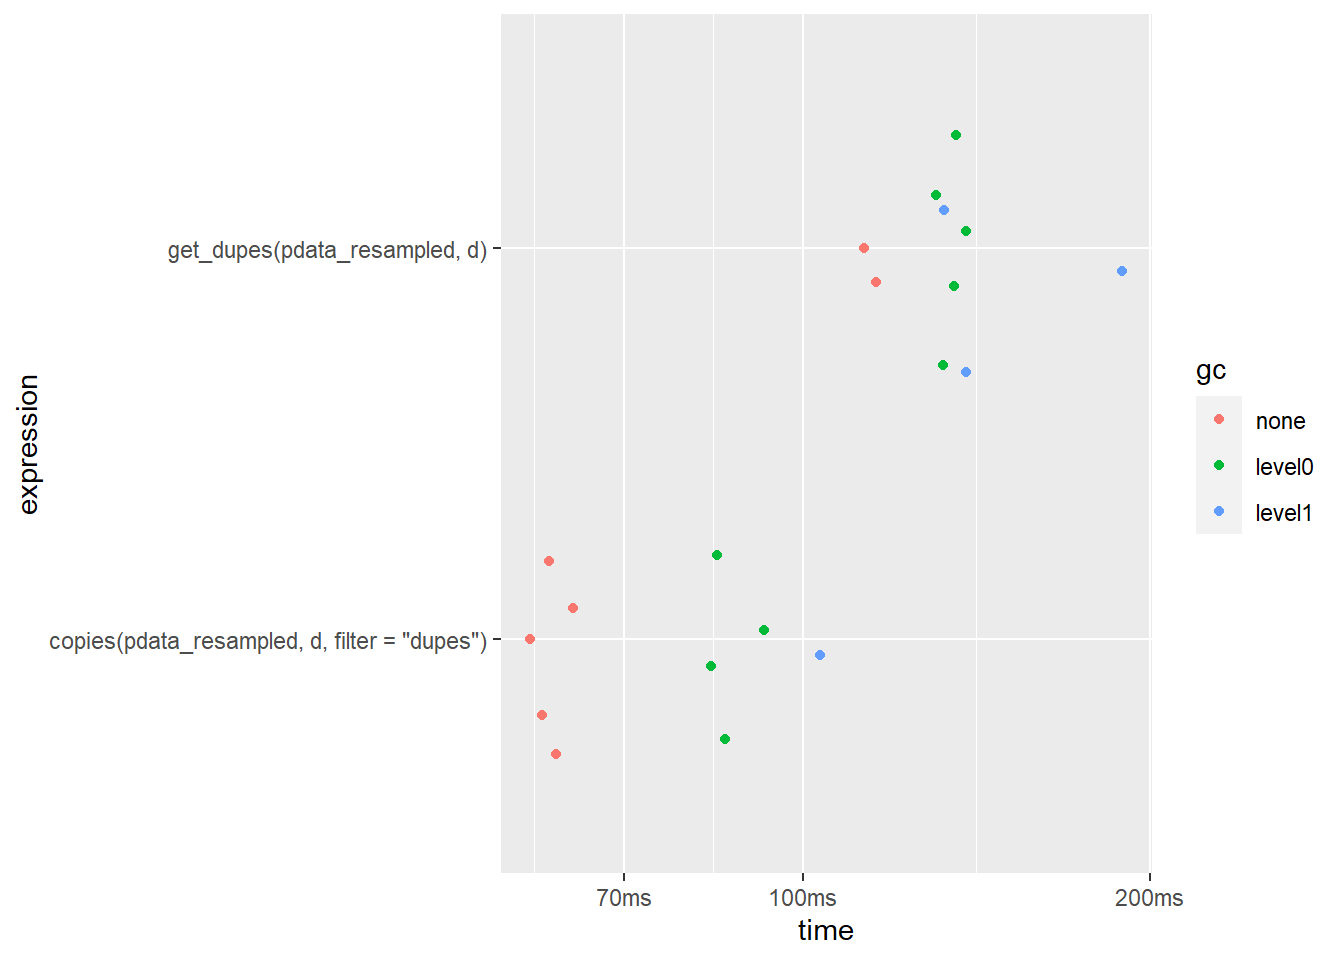 get_dupes(pdata_resampled, d)
copies(pdata_resampled, d, filter = "dupes")
expression
70ms
100ms
200ms
time
gc
none
level0
level1